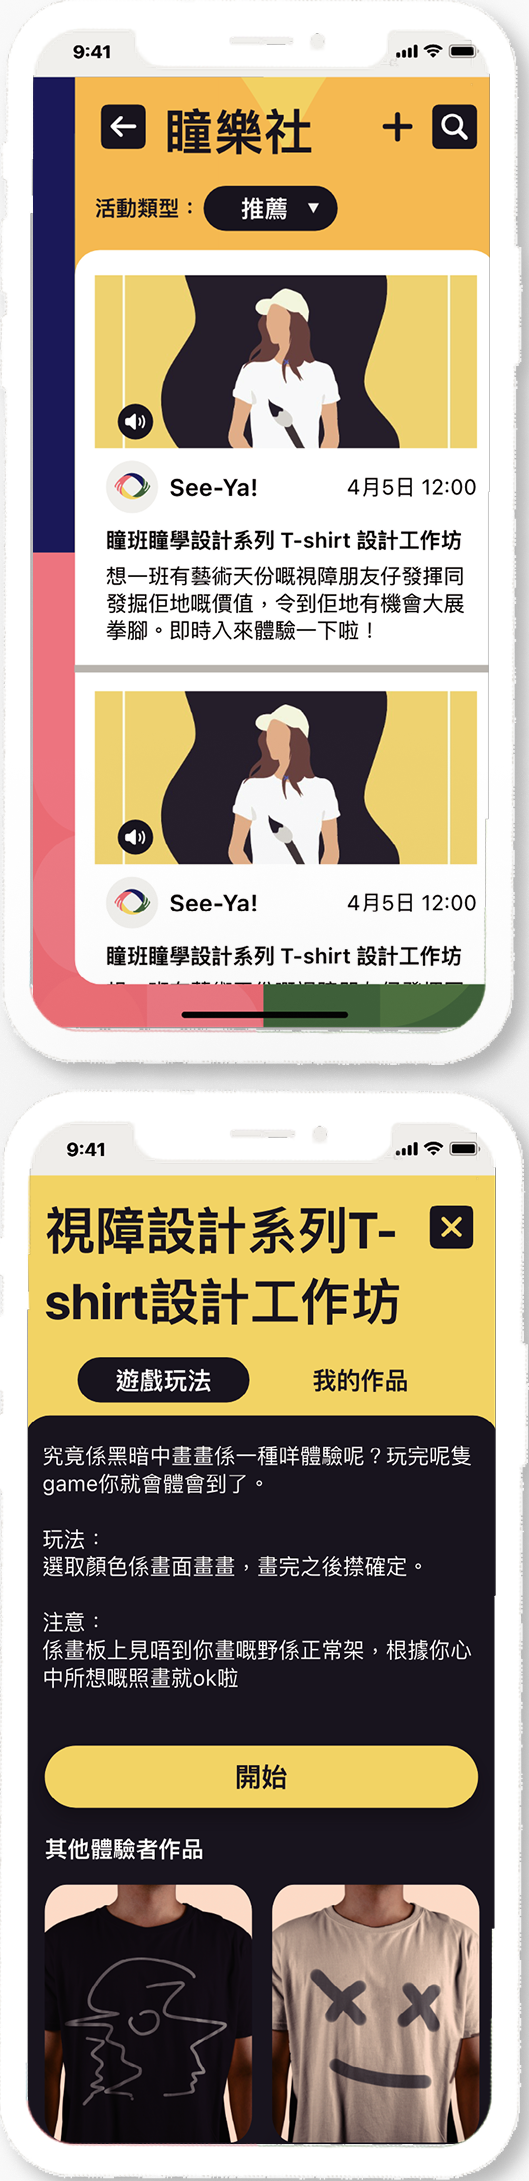 9:41
瞳樂社
活動類型：
推薦
See-Ya!
4月5日 12:00
瞳班瞳學設計系列 T-shirt 設計工作坊
想一班有藝術天份嘅視障朋友仔發揮同
發掘佢地嘅價值，令到佢地有機會大展
拳腳。即時入來體驗一下啦！
See-Ya!
4月5日 12:00
瞳班瞳學設計系列 T-shirt 設計工作坊
9:41
視障設計系列T-
shirt設計工作坊
遊戲玩法
我的作品
究竟係黑暗中畫畫係一種咩體驗呢？玩完呢隻
game你就會體會到了。
玩法：
選取顏色係畫面畫畫，畫完之後㩒確定。
注意：
係畫板上見唔到你畫嘅野係正常架，根據你心
中所想嘅照畫就ok啦
開始
其他體驗者作品